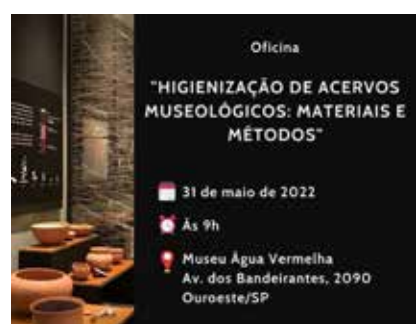 Oficina
"HIGIENIZAÇÃO DE ACERVOS
MUSEOLÓGICOS: MATERIAIS E
MÉTODOS"
31 de maio de 2022
Às 9h
Museu Água Vermelha
Av. dos Bandeirantes, 2090
Ouroeste/SP